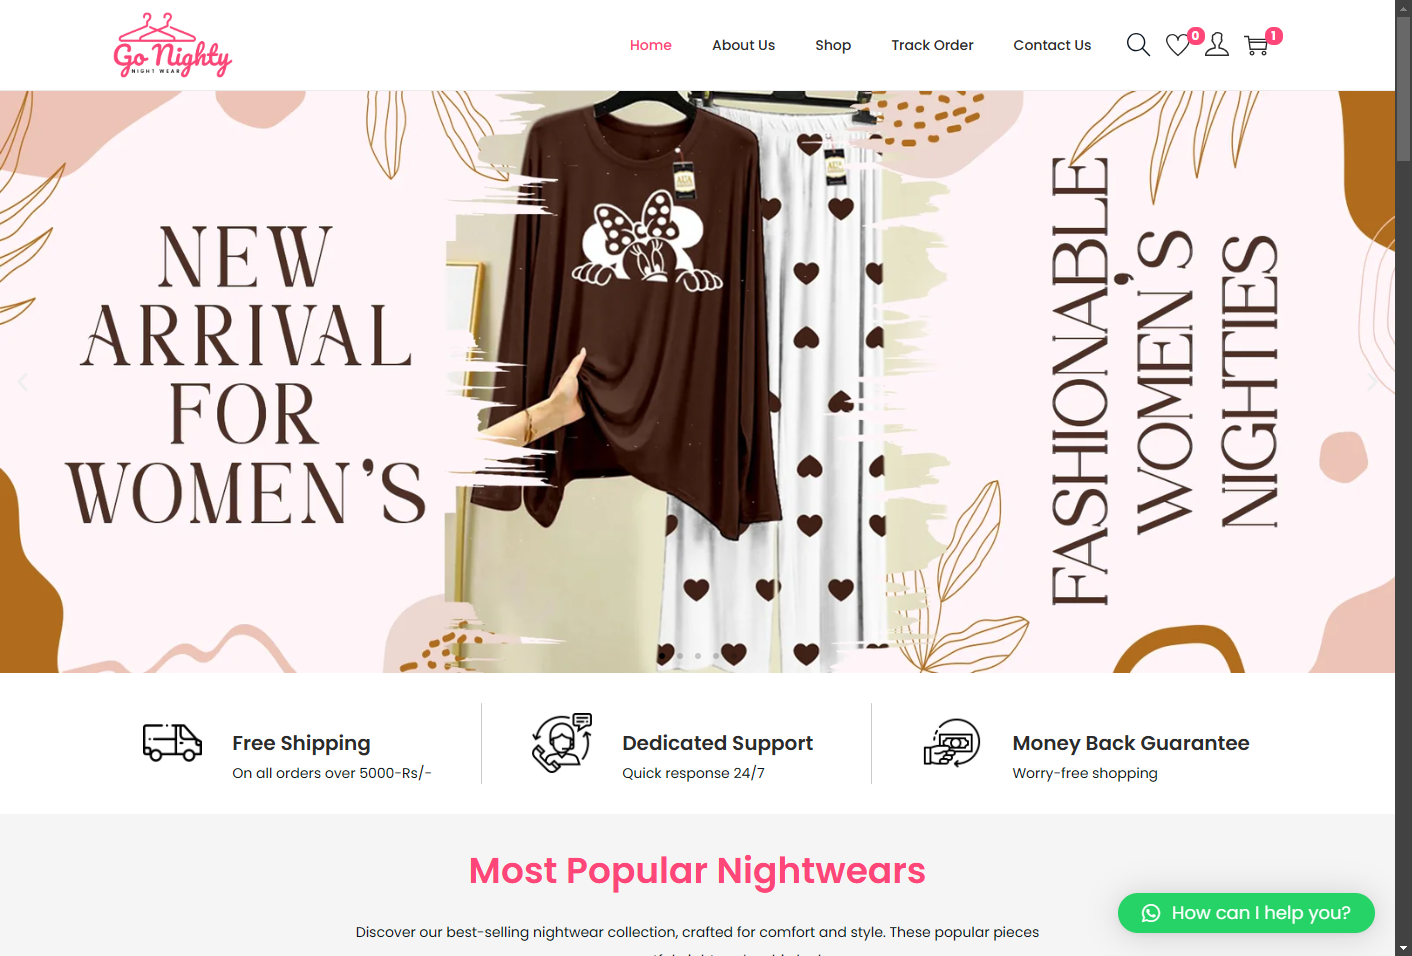 Go Nighty
NIGHT WEAR
Home
About Us
Shop
Track Order
Contact Us
0
1
NEW
ARRIVAL
FOR
WOMEN'S
FASHIONABLE
WOMEN'S
NIGHTIES
Free Shipping
On all orders over 5000-Rs/-
Dedicated Support
Quick response 24/7
Money Back Guarantee
Worry-free shopping
Most Popular Nightwears
Discover our best-selling nightwear collection, crafted for comfort and style. These popular pieces
How can I help you?